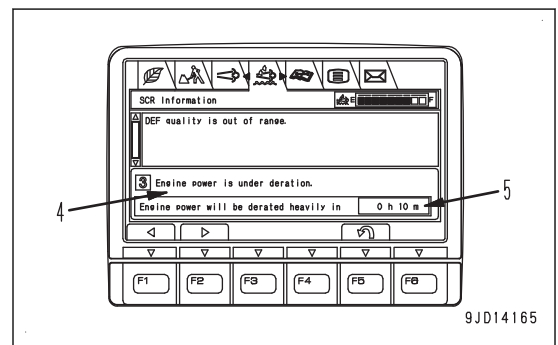 SCR Information
E F
DEF quality is out of range.
3 Engine power is under deration.
Engine power will be derated heavily in 0 h 10 m
4
5
F1 F2 F3 F4 F5 F6
9JD14165